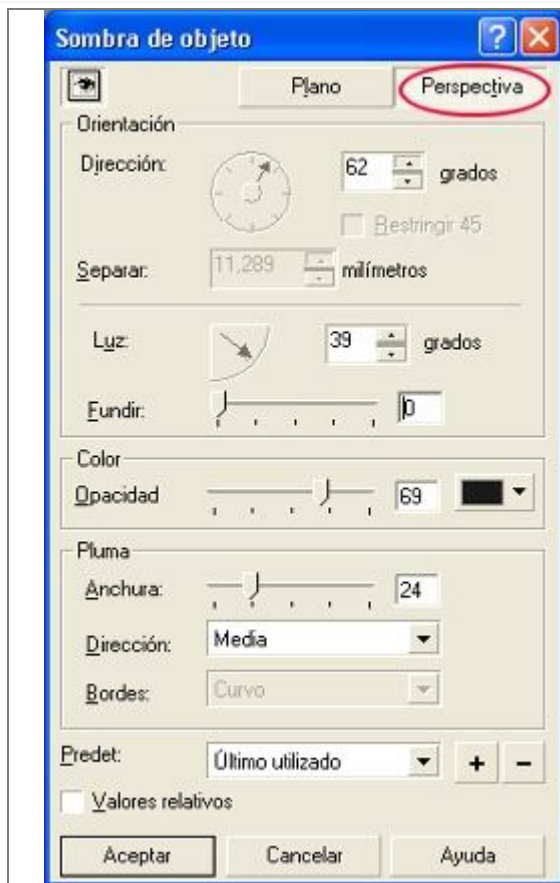 Sombra de objeto
Plano Perspectiva
Orientación
Dirección: 62 grados
Restringir 45
Separar: 11,289 milímetros
Luz: 39 grados
Fundir: 0
Color
Opacidad 69
Pluma
Anchura: 24
Dirección: Media
Bordes: Curvo
Predet: Último utilizado + -
Valores relativos
Aceptar Cancelar Ayuda